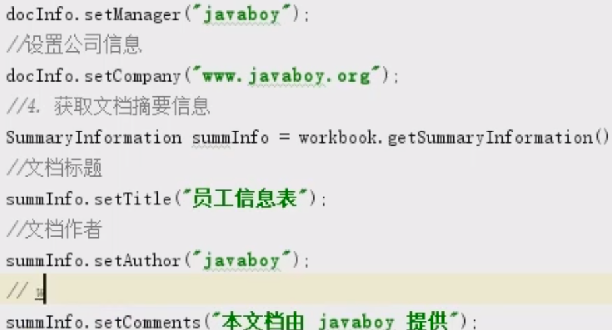 docInfo.setManager("javaboy");
//设置公司信息
docInfo.setCompany("www.javaboy.org");
//4. 获取文档摘要信息
SummaryInformation summInfo = workbook.getSummaryInformation()
//文档标题
summInfo.setTitle("员工信息表");
//文档作者
summInfo.setAuthor("javaboy");
//
summInfo.setComments("本文档由 javaboy 提供");